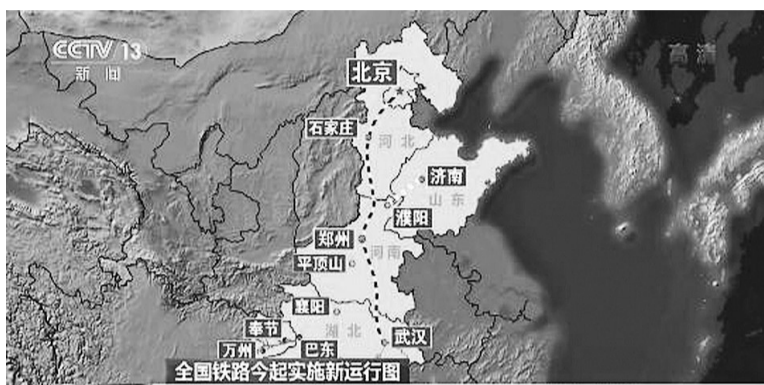 CCTV 13
新闻
高清
北京
石家庄
河北
济南
山东
濮阳
郑州
河南
平顶山
襄阳
湖北
奉节
武汉
万州
巴东
全国铁路今起实施新运行图